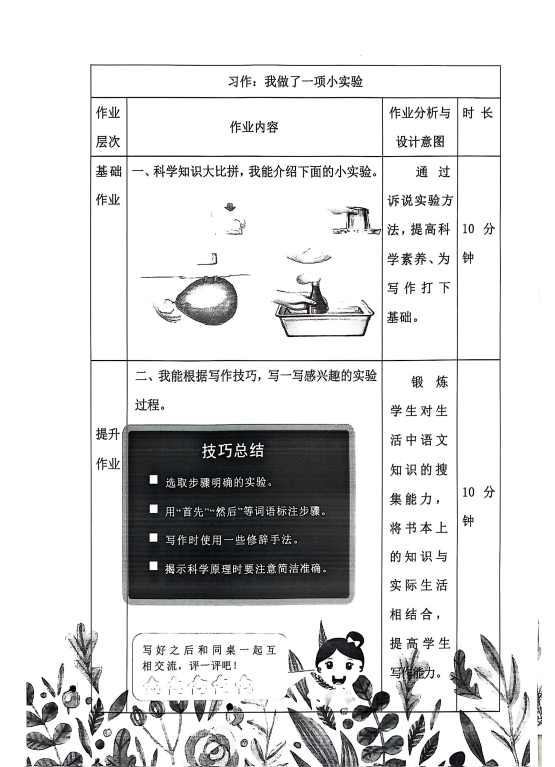 习作：我做了一项小实验
作业
层次
作业内容
作业分析与
设计意图
时 长
基础
作业
一、科学知识大比拼，我能介绍下面的小实验。
通 过
诉说实验方
法，提高科
学素养、为
写作打下
基础。
10 分
钟
提升
作业
二、我能根据写作技巧，写一写感兴趣的实验
过程。
技巧总结
选取步骤明确的实验。
用“首先”“然后”等词语标注步骤。
写作时使用一些修辞手法。
揭示科学原理时要注意简洁准确。
写好之后和同桌一起互
相交流，评一评吧！
锻 炼
学生对生
活中语文
知识的搜
集能力，
将书本上
的知识与
实际生活
相结合，
提高学生
写作能力。
10 分
钟